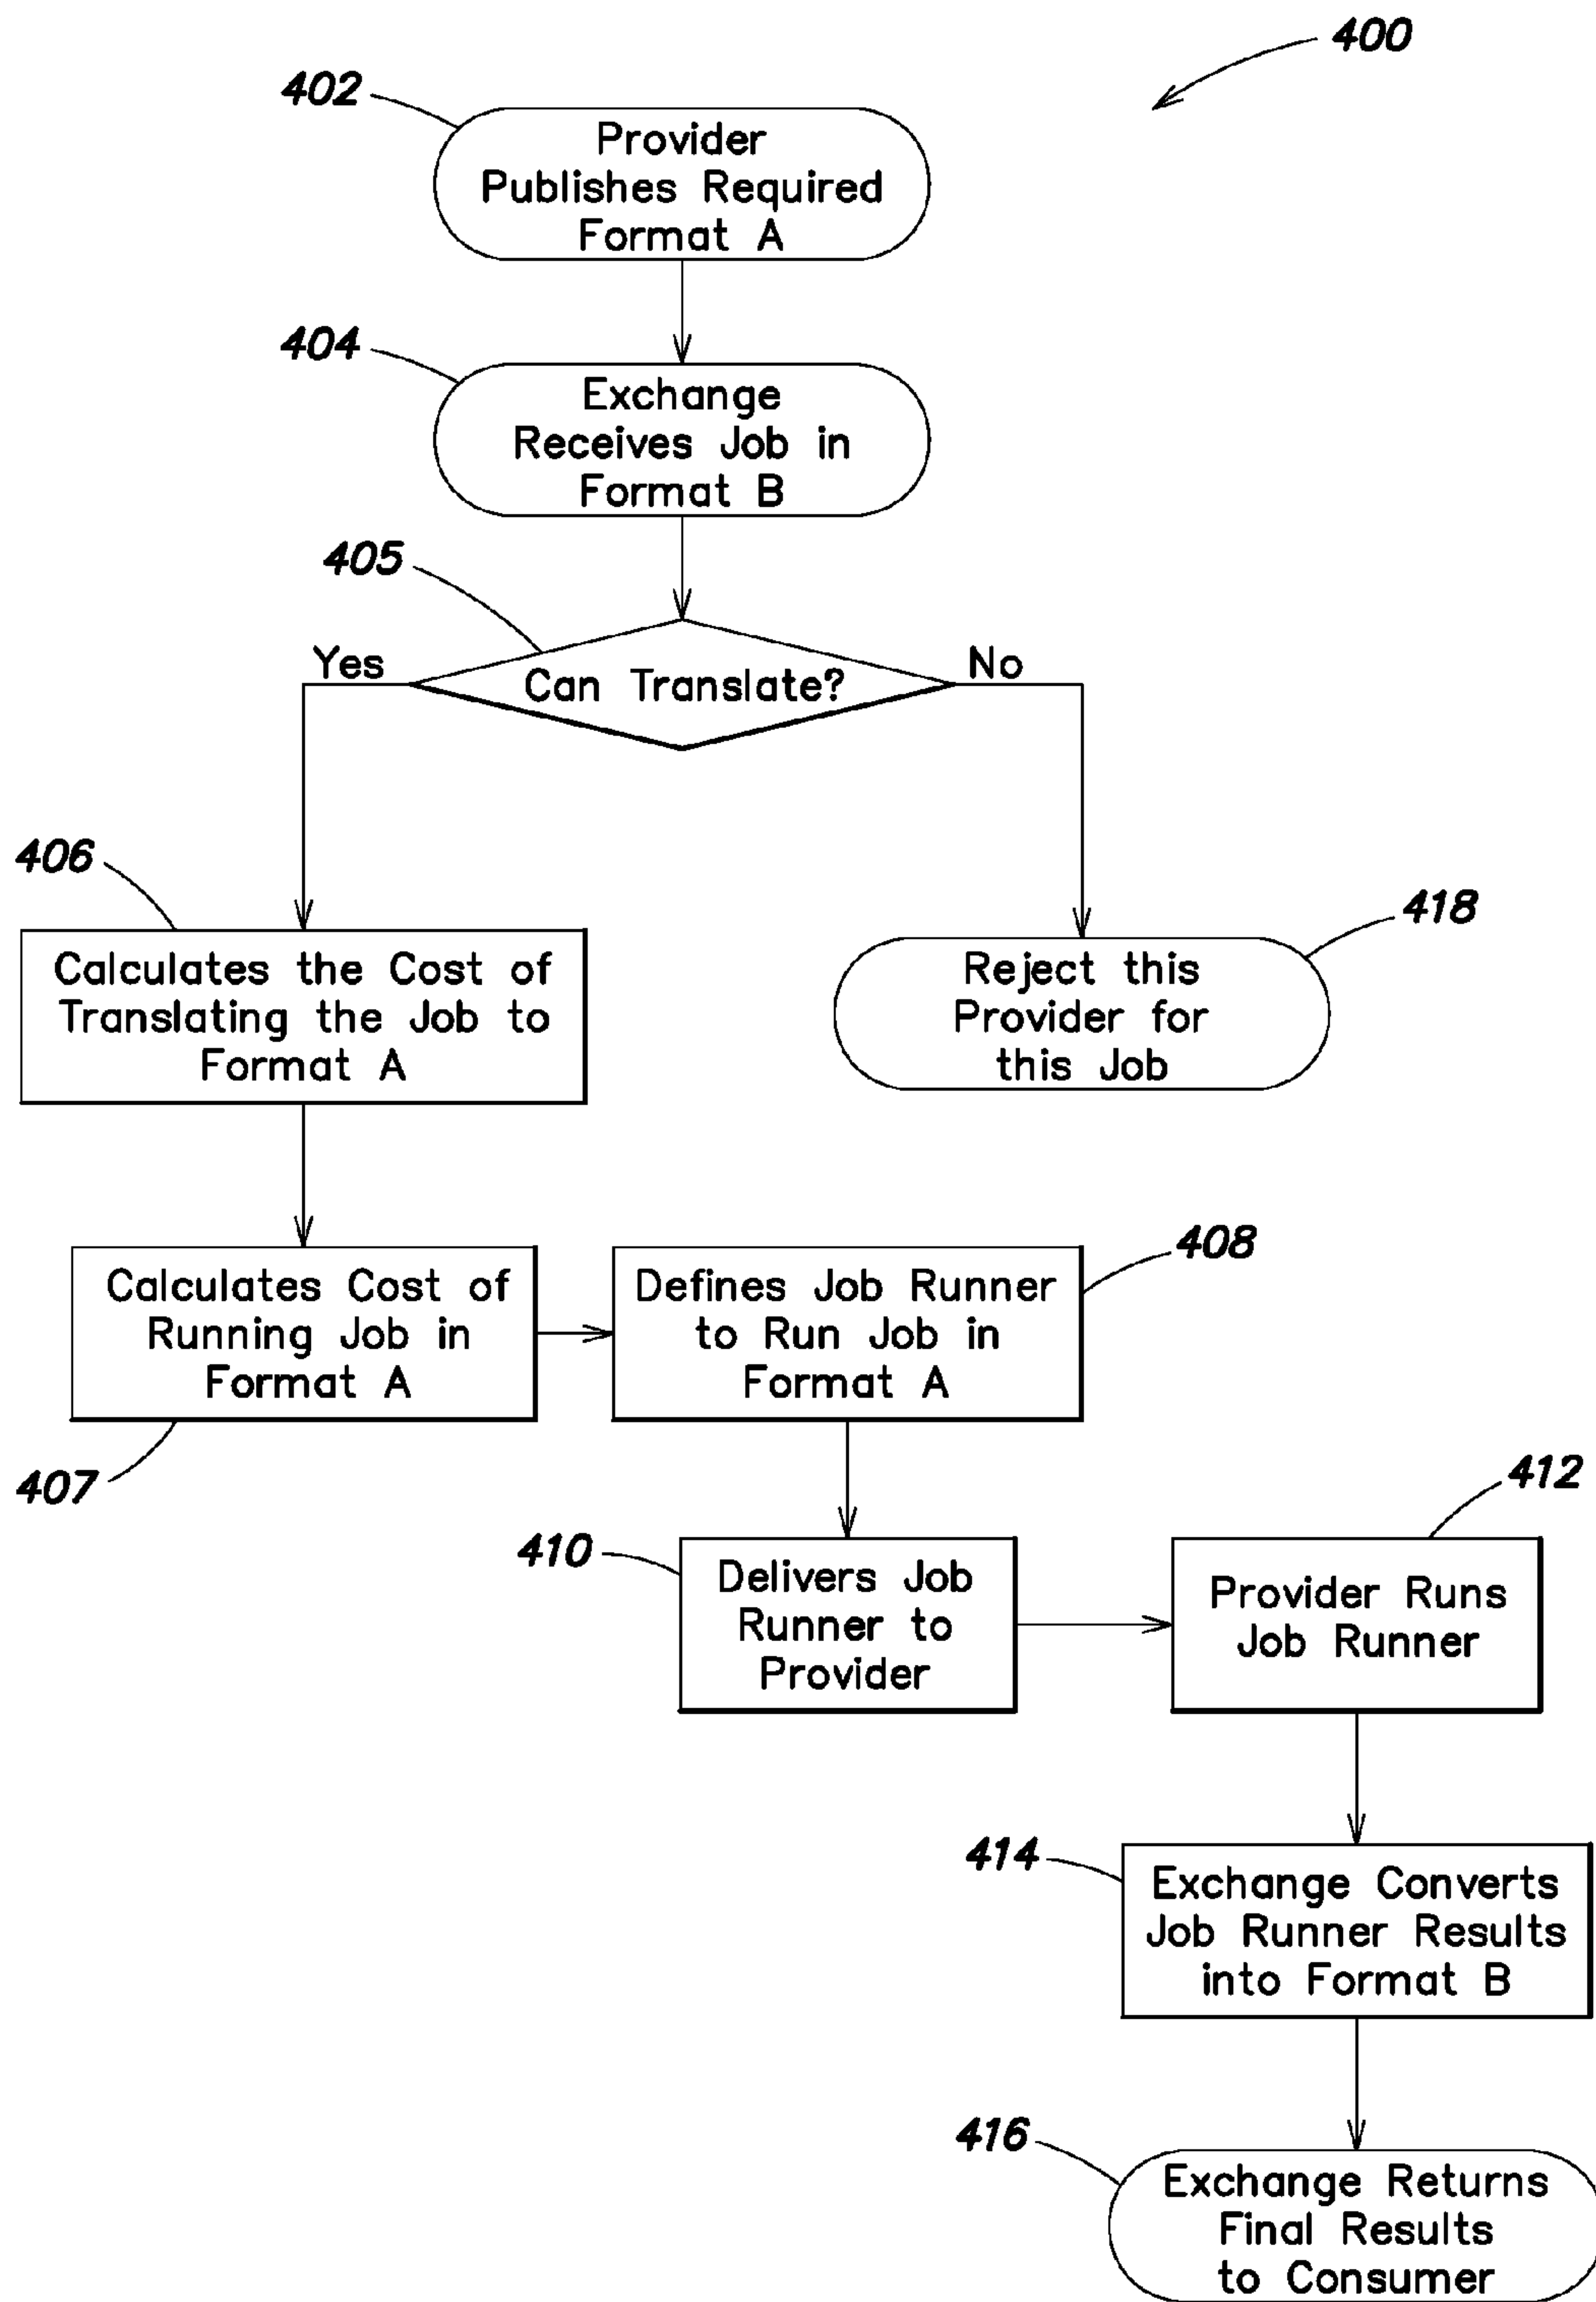 400
402
Provider
Publishes Required
Format A
404
Exchange
Receives Job in
Format B
405
Yes
Can Translate?
No
406
Calculates the Cost of
Translating the Job to
Format A
418
Reject this
Provider for
this Job
407
Calculates Cost of
Running Job in
Format A
408
Defines Job Runner
to Run Job in
Format A
410
Delivers Job
Runner to
Provider
412
Provider Runs
Job Runner
414
Exchange Converts
Job Runner Results
into Format B
416
Exchange Returns
Final Results
to Consumer